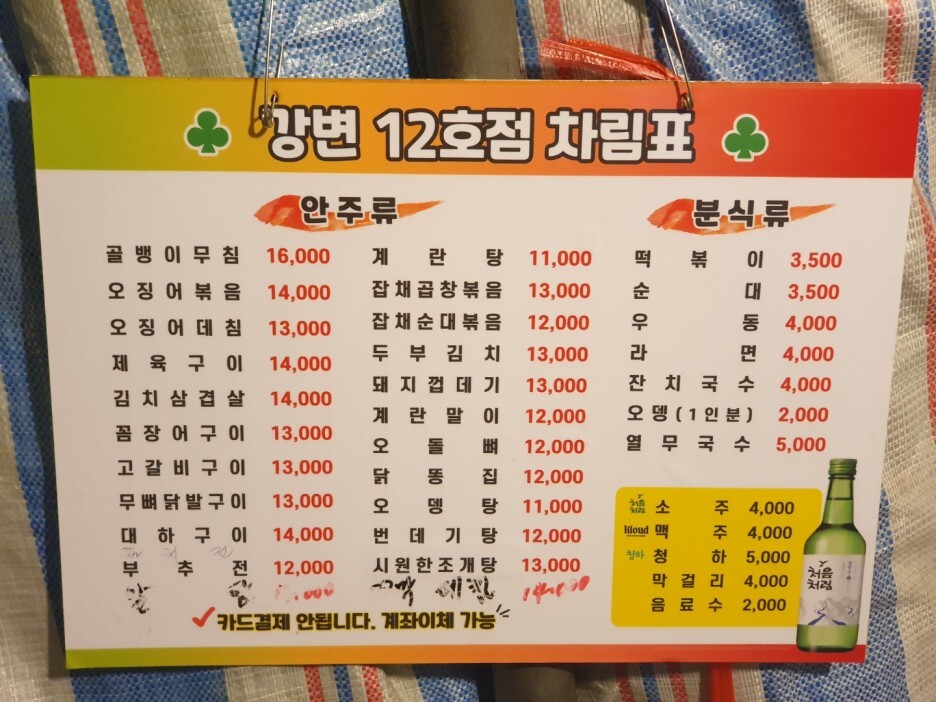 강변 12호점 차림표
안주류
골뱅이무침 16,000
오징어볶음 14,000
오징어데침 13,000
제육구이 14,000
김치삼겹살 14,000
꼼장어구이 13,000
고갈비구이 13,000
무뼈닭발구이 13,000
대하구이 14,000
부추전 12,000
계란탕 11,000
잡채곱창볶음 13,000
잡채순대볶음 12,000
두부김치 13,000
돼지껍데기 13,000
계란말이 12,000
오돌뼈 12,000
닭똥집 12,000
오뎅탕 11,000
번데기탕 12,000
시원한조개탕 13,000
분식류
떡볶이 3,500
순대 3,500
우동 4,000
라면 4,000
잔치국수 4,000
오뎅(1인분) 2,000
열무국수 5,000
처음처럼 소주 4,000
Kloud 맥주 4,000
청하 청하 5,000
막걸리 4,000
음료수 2,000
처음처럼
카드결제 안됩니다. 계좌이체 가능